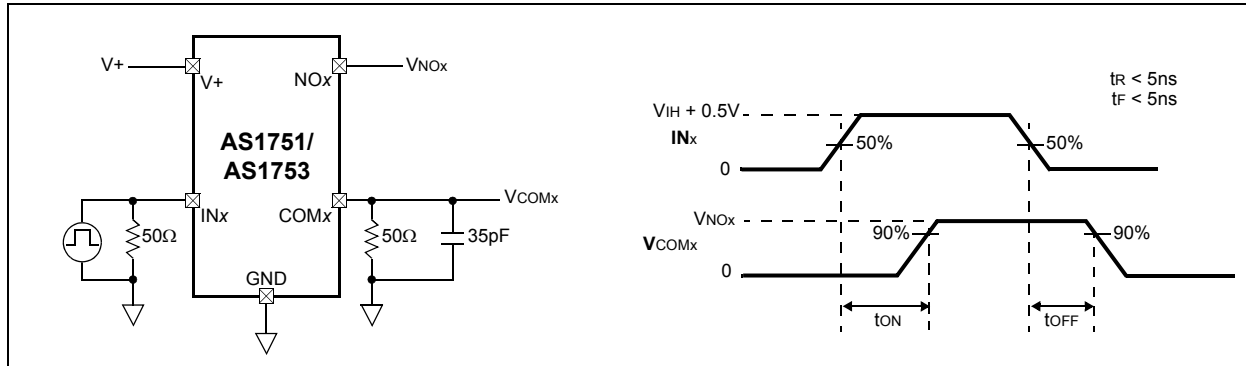 V+
V+
NOx
VNOx
AS1751/
AS1753
INx
COMx
VCOMx
50Ω
50Ω
35pF
GND
tR < 5ns
tF < 5ns
VIH + 0.5V
INx
50%
50%
0
VNOx
VCOMx
90%
90%
0
tON
tOFF